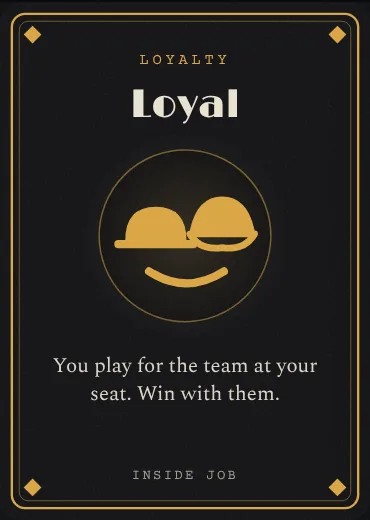 LOYALTY
Loyal
You play for the team at your
seat. Win with them.
INSIDE JOB